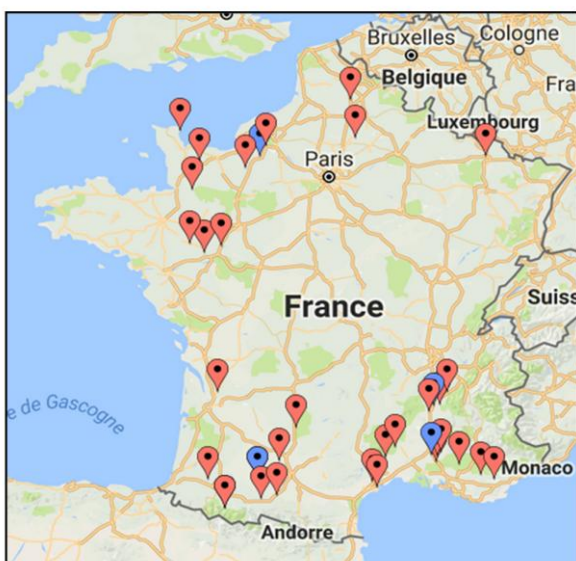 Bruxelles
Cologne
Belgique
Fra
Luxembourg
Paris
France
Suiss
e de Gascogne
Monaco
Andorre